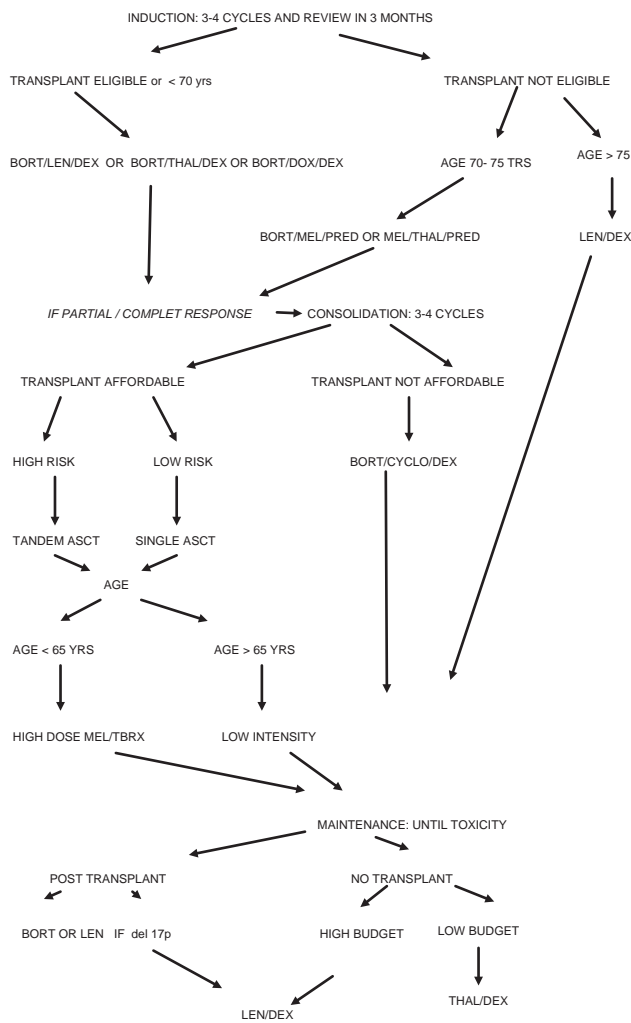 INDUCTION: 3-4 CYCLES AND REVIEW IN 3 MONTHS
TRANSPLANT ELIGIBLE or < 70 yrs
TRANSPLANT NOT ELIGIBLE
BORT/LEN/DEX OR BORT/THAL/DEX OR BORT/DOX/DEX
AGE 70- 75 TRS
AGE > 75
BORT/MEL/PRED OR MEL/THAL/PRED
LEN/DEX
IF PARTIAL / COMPLET RESPONSE
CONSOLIDATION: 3-4 CYCLES
TRANSPLANT AFFORDABLE
TRANSPLANT NOT AFFORDABLE
HIGH RISK
LOW RISK
BORT/CYCLO/DEX
TANDEM ASCT
SINGLE ASCT
AGE
AGE < 65 YRS
AGE > 65 YRS
HIGH DOSE MEL/TBRX
LOW INTENSITY
MAINTENANCE: UNTIL TOXICITY
POST TRANSPLANT
NO TRANSPLANT
BORT OR LEN IF del 17p
HIGH BUDGET
LOW BUDGET
LEN/DEX
THAL/DEX